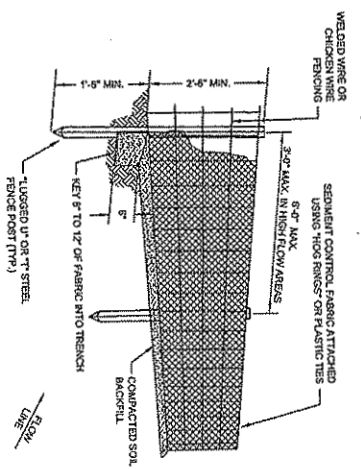 WELDED WIRE OR
CHICKEN WIRE
FENCING
SEDIMENT CONTROL FABRIC ATTACHED
USING "HOG RINGS" OR PLASTIC TIES
6'-0" MAX.
3'-0" MAX. IN HIGH FLOW AREAS
2'-6" MIN.
1'-6" MIN.
6"
COMPACTED SOIL
BACKFILL
KEY 6" TO 12" OF FABRIC INTO TRENCH
"LUGGED U" OR "T" STEEL
FENCE POST (TYP.)
FLOW
LINE